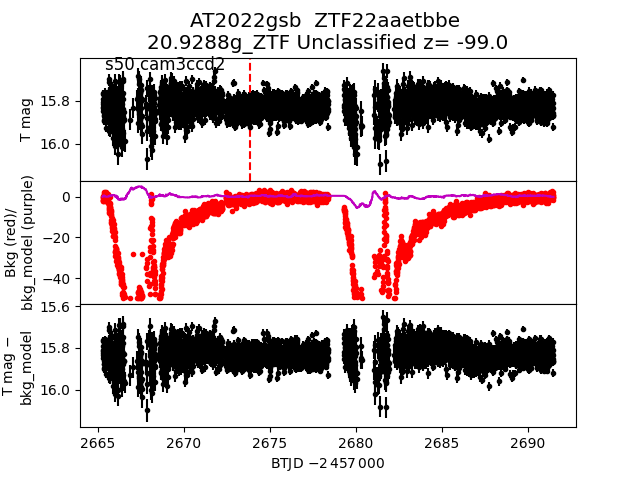 AT2022gsb  ZTF22aaetbbe
20.9288g_ZTF Unclassified z= -99.0
s50 cam3ccd2
T mag
15.8
16.0
Bkg (red)/
bkg_model (purple)
0
−20
−40
T mag −
bkg_model
15.6
15.8
16.0
2665
2670
2675
2680
2685
2690
BTJD −2 457 000